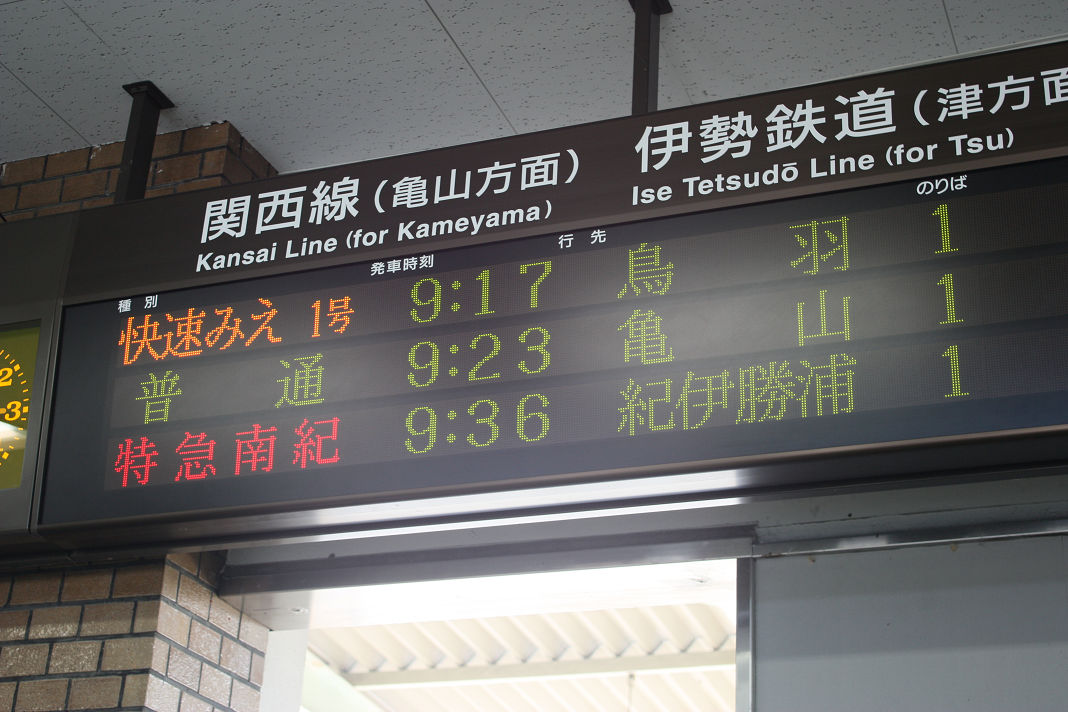 関西線(亀山方面)
Kansai Line (for Kameyama)
伊勢鉄道(津方面
Ise Tetsudō Line (for Tsu)
種別 発車時刻 行先 のりば
快速みえ 1号 9:17 鳥羽 1
普通 9:23 亀山 1
特急南紀 9:36 紀伊勝浦 1
2
3